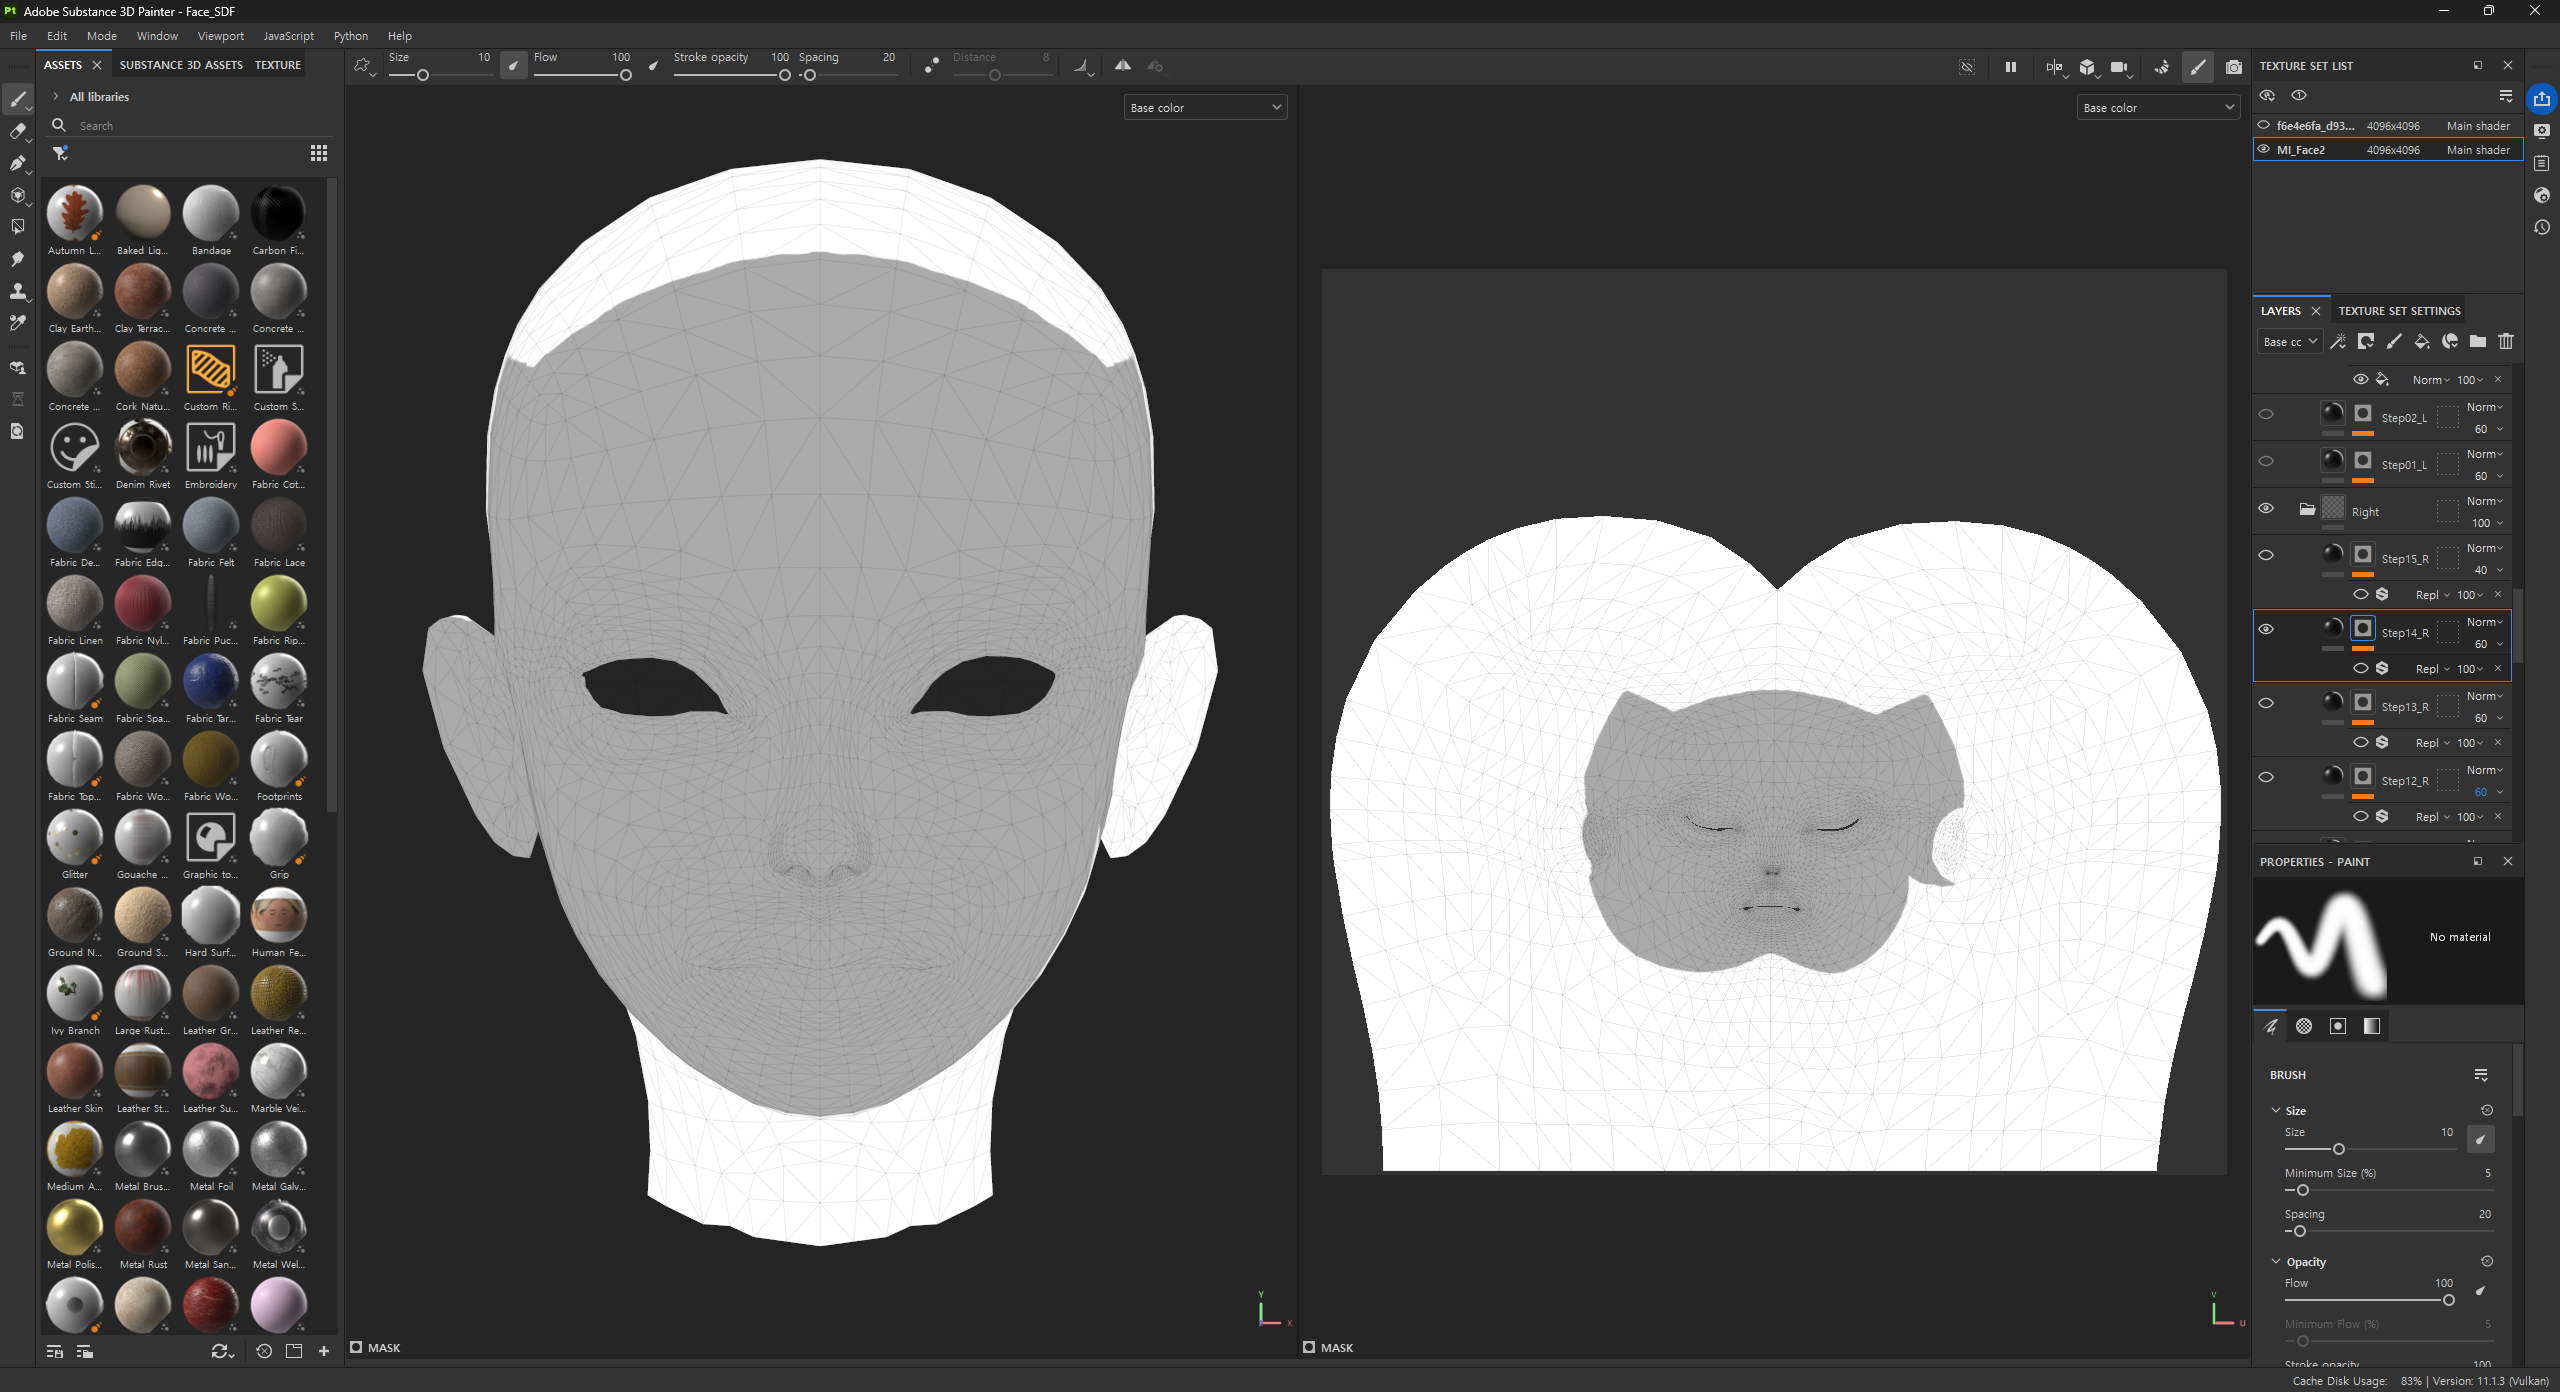 Pt Adobe Substance 3D Painter - Face_SDF
File Edit Mode Window Viewport JavaScript Python Help
ASSETS SUBSTANCE 3D ASSETS TEXTURE
Size 10 Flow 100 Stroke opacity 100 Spacing 20 Distance 8
All libraries
Search
Autumn L... Baked Lig... Bandage Carbon Fi...
Clay Earth... Clay Terrac... Concrete ... Concrete ...
Concrete ... Cork Natu... Custom Ri... Custom S...
Custom Sti... Denim Rivet Embroidery Fabric Cot...
Fabric De... Fabric Edg... Fabric Felt Fabric Lace
Fabric Linen Fabric Nyl... Fabric Puc... Fabric Rip...
Fabric Seam Fabric Spa... Fabric Tar... Fabric Tear
Fabric Top... Fabric Wo... Fabric Wo... Footprints
Glitter Gouache ... Graphic to... Grip
Ground N... Ground S... Hard Surf... Human Fe...
Ivy Branch Large Rust... Leather Gr... Leather Re...
Leather Skin Leather St... Leather Su... Marble Vei...
Medium A... Metal Brus... Metal Foil Metal Galv...
Metal Polis... Metal Rust Metal San... Metal Wel...
Base color
Y
X
MASK
Base color
V
U
MASK
TEXTURE SET LIST
f6e4e6fa_d93... 4096x4096 Main shader
MI_Face2 4096x4096 Main shader
LAYERS TEXTURE SET SETTINGS
Base cc
Norm 100
Step02_L Norm
60
Step01_L Norm
60
Right Norm
100
Step15_R Norm
40
Repl 100
Step14_R Norm
60
Repl 100
Step13_R Norm
60
Repl 100
Step12_R Norm
60
Repl 100
PROPERTIES - PAINT
No material
BRUSH
Size
Size 10
Minimum Size (%) 5
Spacing 20
Opacity
Flow 100
Minimum Flow (%) 5
Stroke opacity 100
Cache Disk Usage: 83% | Version: 11.1.3 (Vulkan)